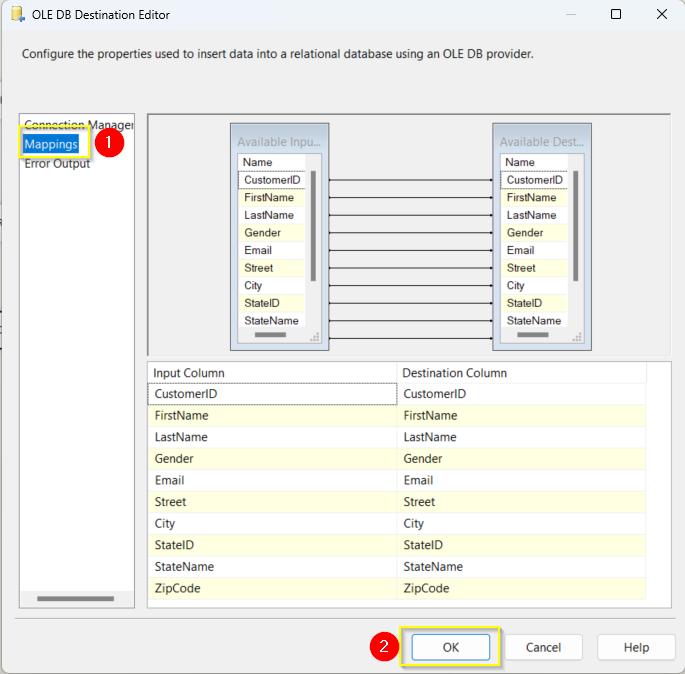 OLE DB Destination Editor
Configure the properties used to insert data into a relational database using an OLE DB provider.
Connection Manager
Mappings
1
Error Output
Available Inpu...
Name
CustomerID
FirstName
LastName
Gender
Email
Street
City
StateID
StateName
Available Dest...
Name
CustomerID
FirstName
LastName
Gender
Email
Street
City
StateID
StateName
Input Column Destination Column
CustomerID CustomerID
FirstName FirstName
LastName LastName
Gender Gender
Email Email
Street Street
City City
StateID StateID
StateName StateName
ZipCode ZipCode
2 OK Cancel Help